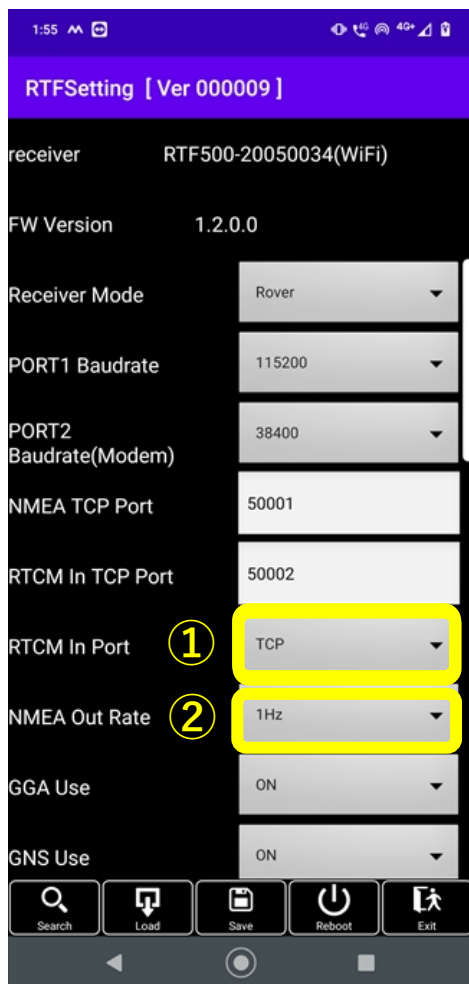 1:55
4G 4G+
RTFSetting [ Ver 000009 ]
receiver RTF500-20050034(WiFi)
FW Version 1.2.0.0
Receiver Mode Rover
PORT1 Baudrate 115200
PORT2
Baudrate(Modem) 38400
NMEA TCP Port 50001
RTCM In TCP Port 50002
RTCM In Port ① TCP
NMEA Out Rate ② 1Hz
GGA Use ON
GNS Use ON
Search Load Save Reboot Exit